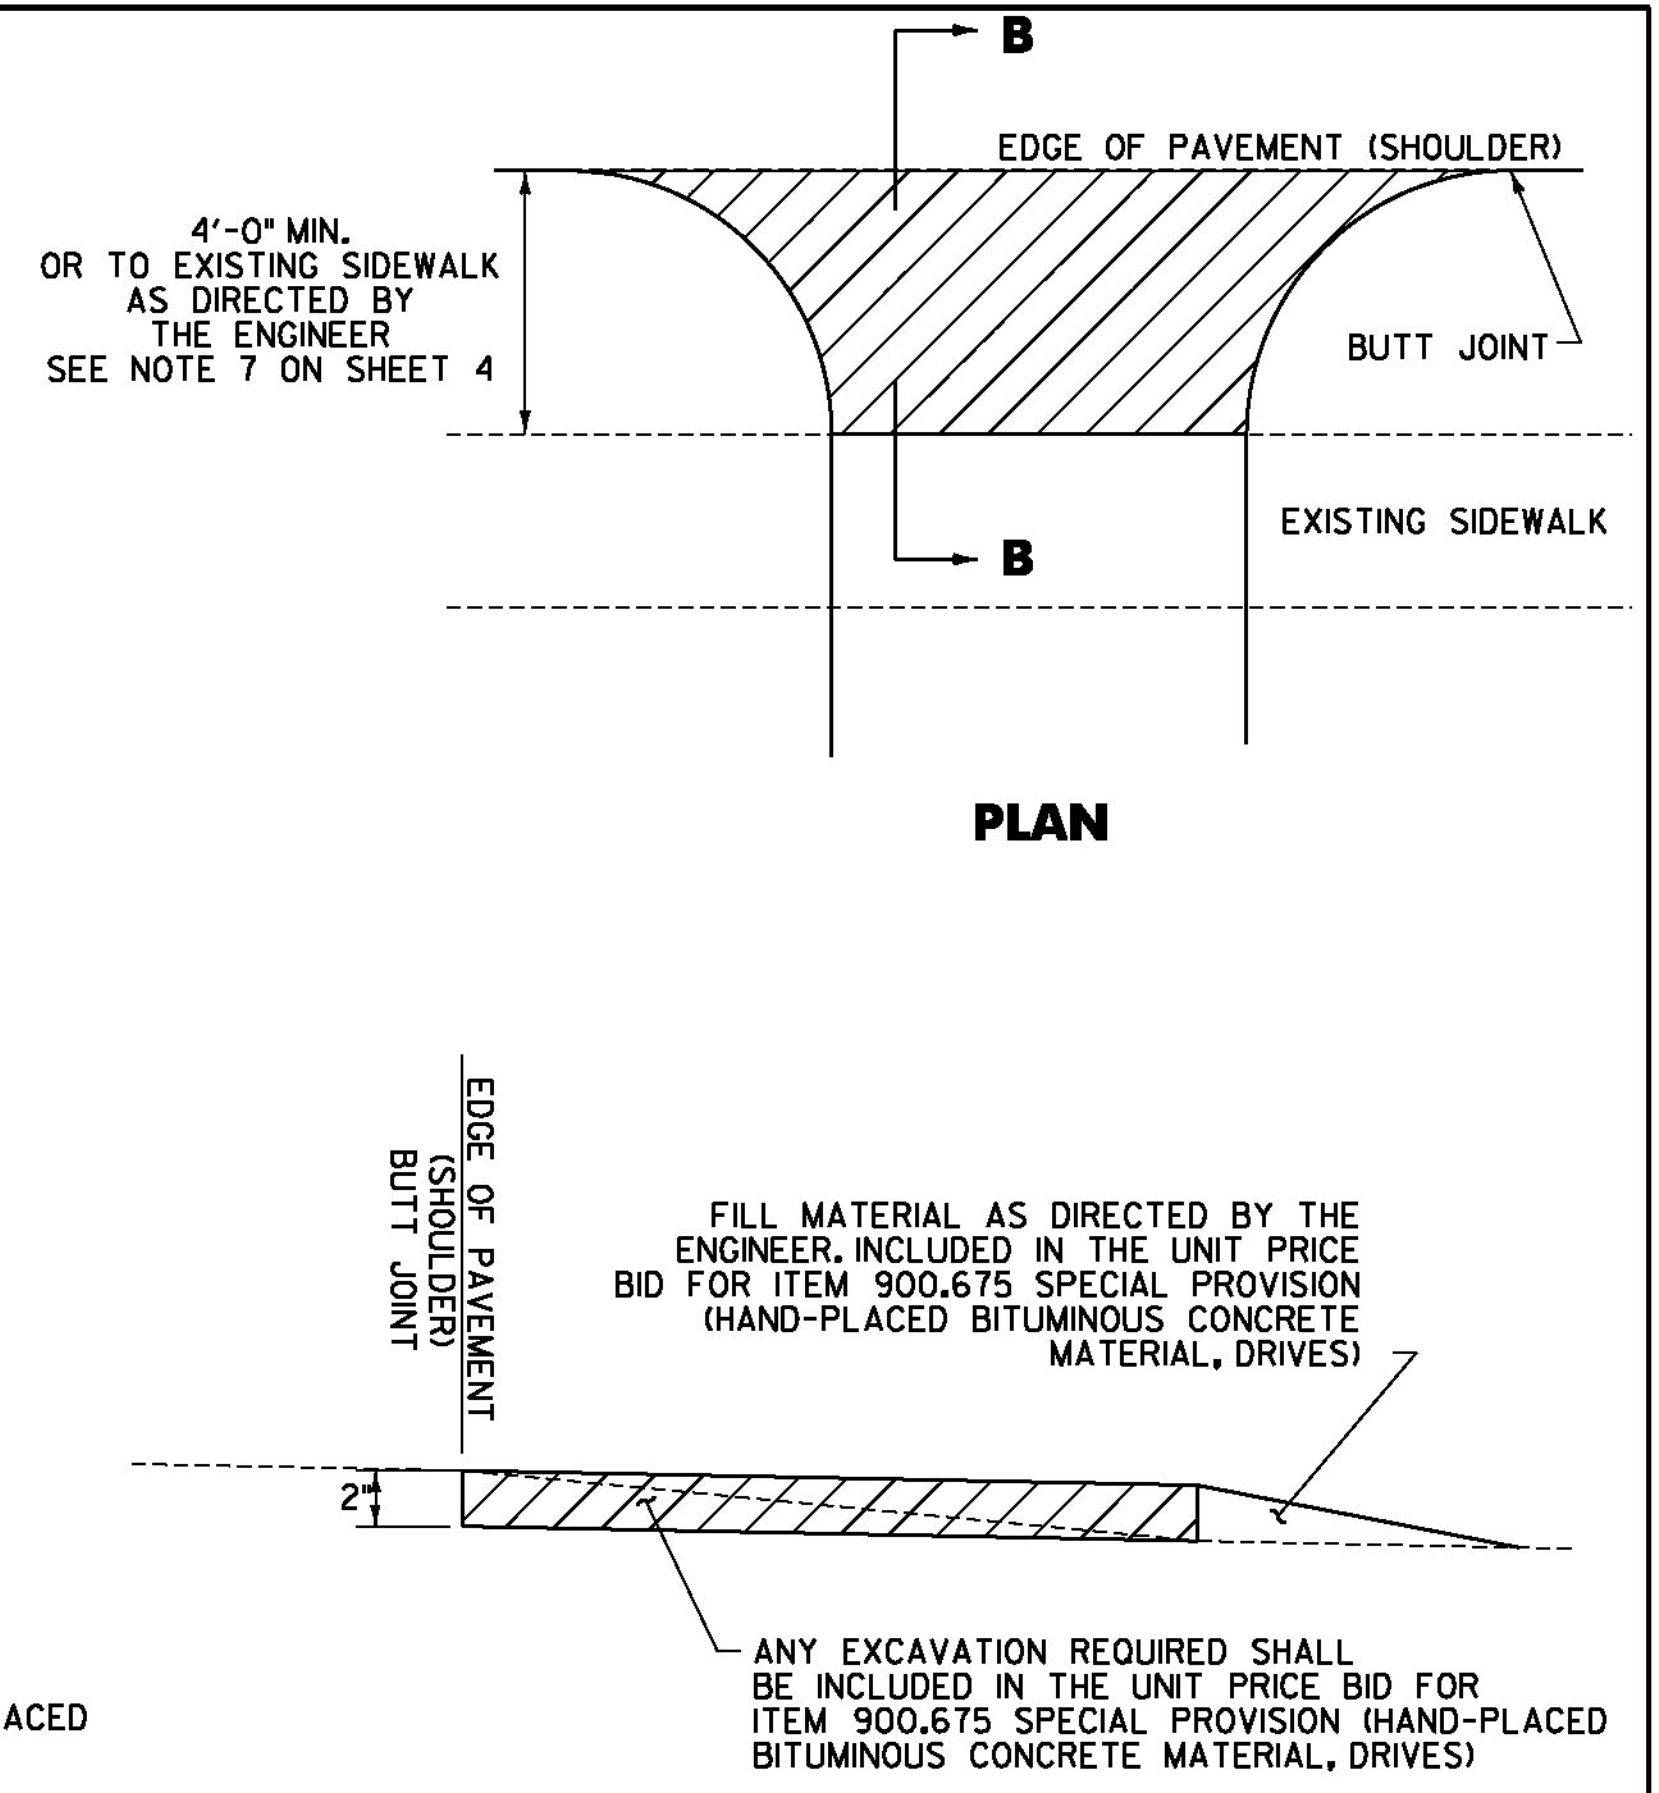 B
EDGE OF PAVEMENT (SHOULDER)
4'-0" MIN.
OR TO EXISTING SIDEWALK
AS DIRECTED BY
THE ENGINEER
SEE NOTE 7 ON SHEET 4
BUTT JOINT
EXISTING SIDEWALK
B
PLAN
EDGE OF PAVEMENT
(SHOULDER)
BUTT JOINT
FILL MATERIAL AS DIRECTED BY THE
ENGINEER. INCLUDED IN THE UNIT PRICE
BID FOR ITEM 900.675 SPECIAL PROVISION
(HAND-PLACED BITUMINOUS CONCRETE
MATERIAL, DRIVES)
2"
ANY EXCAVATION REQUIRED SHALL
BE INCLUDED IN THE UNIT PRICE BID FOR
ITEM 900.675 SPECIAL PROVISION (HAND-PLACED
BITUMINOUS CONCRETE MATERIAL, DRIVES)
ACED